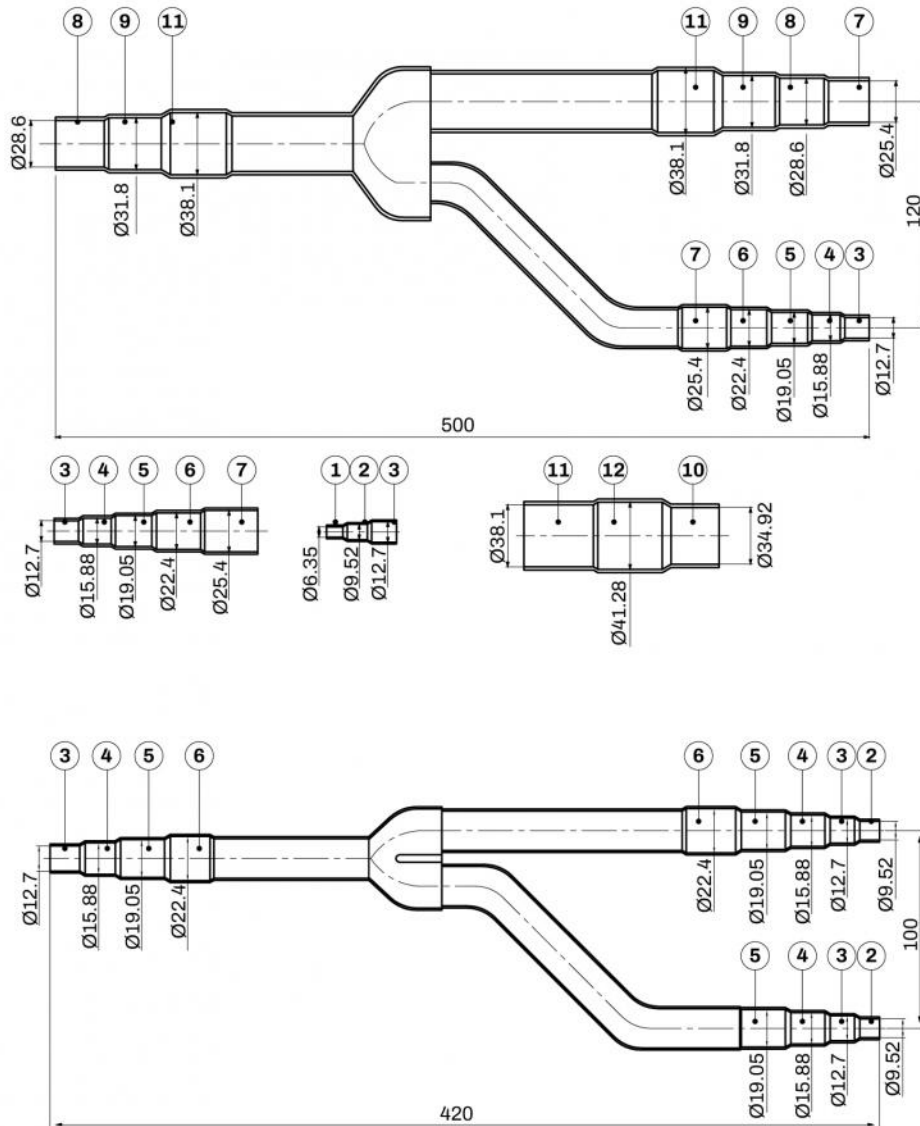 8 9 11 11 9 8 7
Ø28.6
Ø31.8
Ø38.1
Ø38.1
Ø31.8
Ø28.6
Ø25.4
120
7 6 5 4 3
Ø25.4
Ø22.4
Ø19.05
Ø15.88
Ø12.7
500
3 4 5 6 7
Ø12.7
Ø15.88
Ø19.05
Ø22.4
Ø25.4
1 2 3
Ø6.35
Ø9.52
Ø12.7
11 12 10
Ø38.1
Ø41.28
Ø34.92
3 4 5 6 6 5 4 3 2
Ø12.7
Ø15.88
Ø19.05
Ø22.4
Ø22.4
Ø19.05
Ø15.88
Ø12.7
Ø9.52
100
5 4 3 2
Ø19.05
Ø15.88
Ø12.7
Ø9.52
420